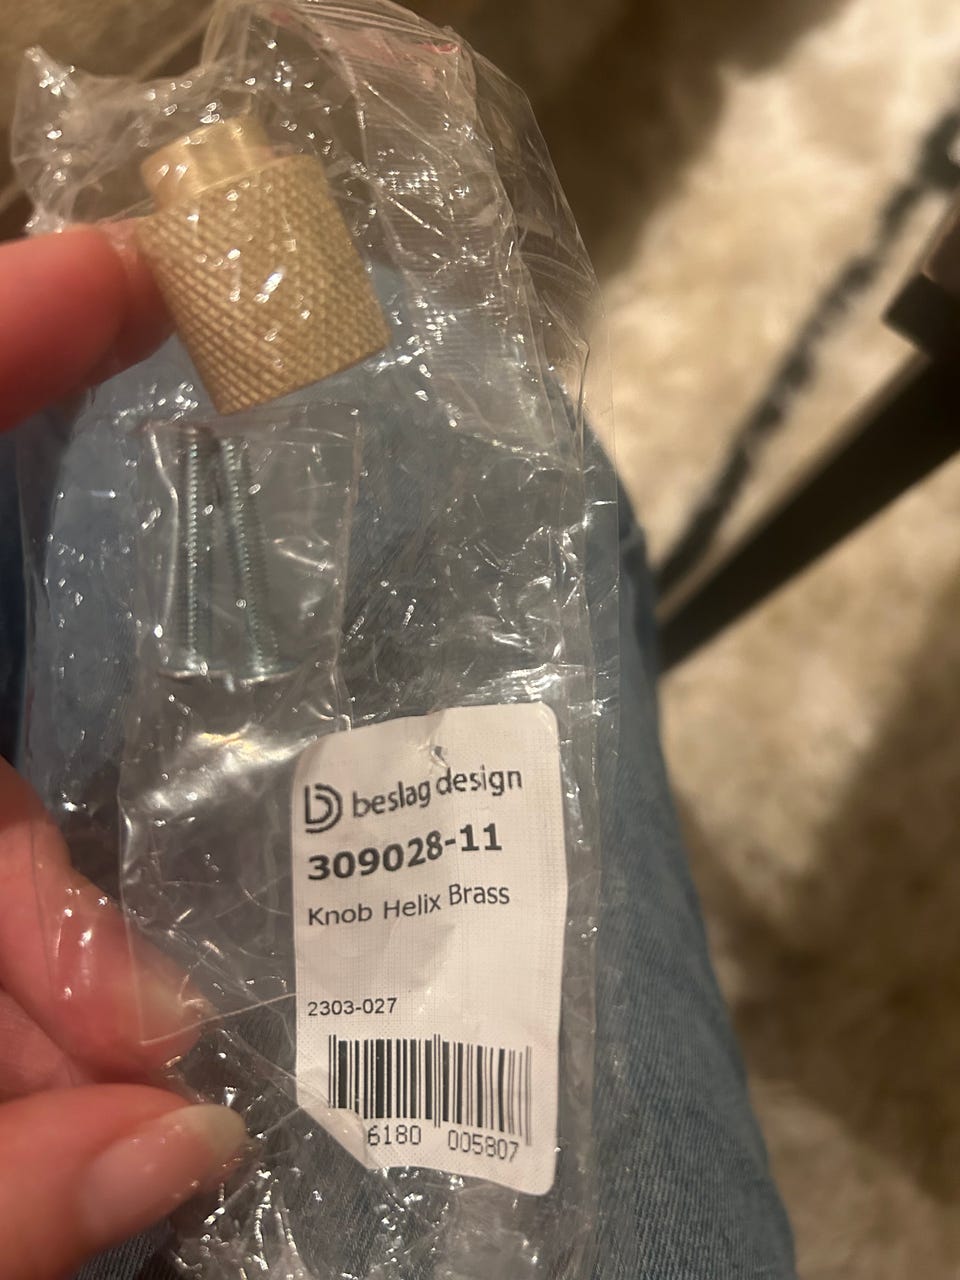 beslag design
309028-11
Knob Helix Brass
2303-027
6180 005807